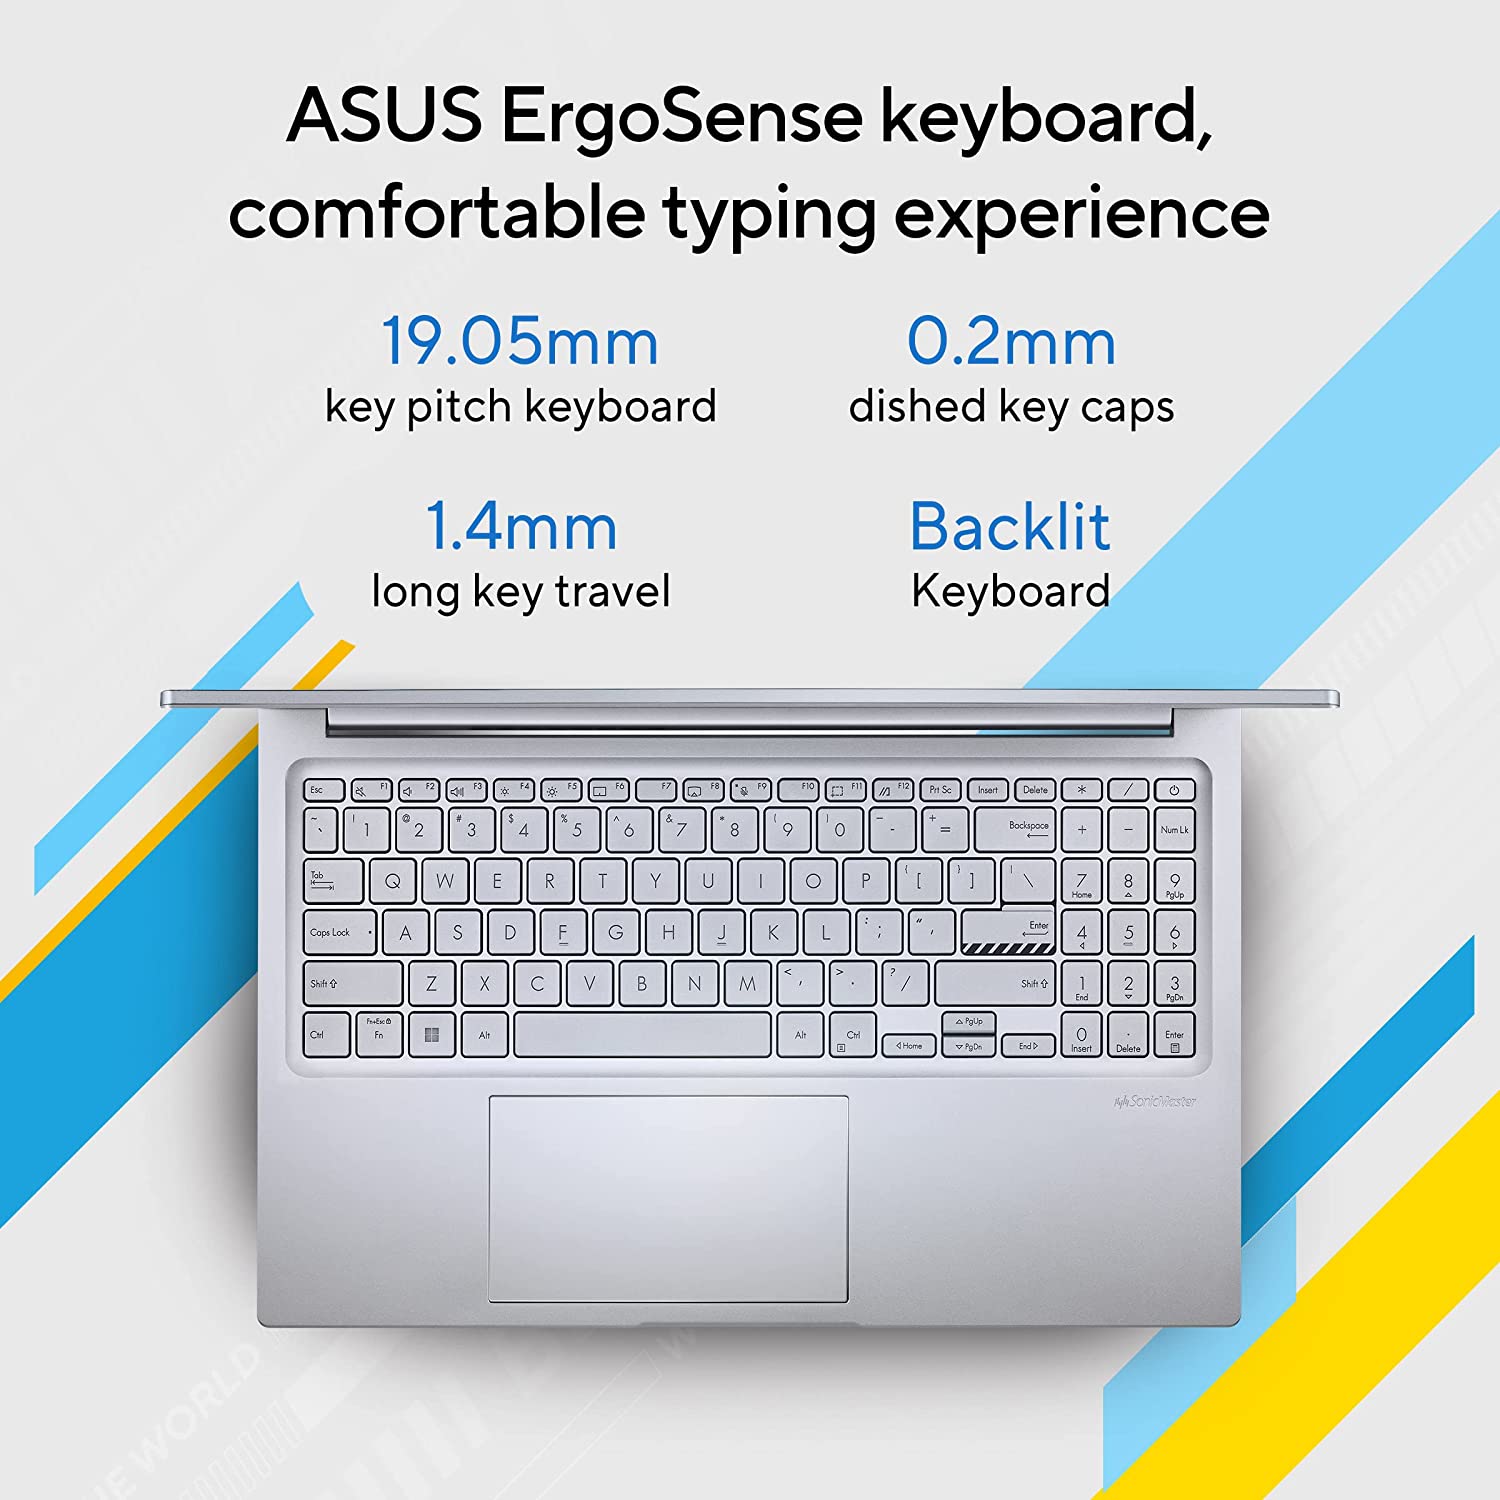 ASUS ErgoSense keyboard,
comfortable typing experience
19.05mm
key pitch keyboard
0.2mm
dished key caps
1.4mm
long key travel
Backlit
Keyboard
Esc F1 F2 F3 F4 F5 F6 F7 F8 F9 F10 F11 F12 Prt Sc Insert Delete * /
~ ` ! 1 @ 2 # 3 $ 4 % 5 ^ 6 & 7 * 8 ( 9 ) 0 _ - + = Backspace + − Num Lk
Tab Q W E R T Y U I O P { [ } ] | \ 7 Home 8 9 PgUp
Caps Lock A S D F G H J K L : ; " ' Enter 4 5 6
Shift Z X C V B N M < , > . ? / Shift 1 End 2 3 PgDn
Ctrl Fn+Esc Fn Alt Alt Ctrl Home PgUp PgDn End 0 Insert . Delete Enter
SonicMaster
THE WORLD